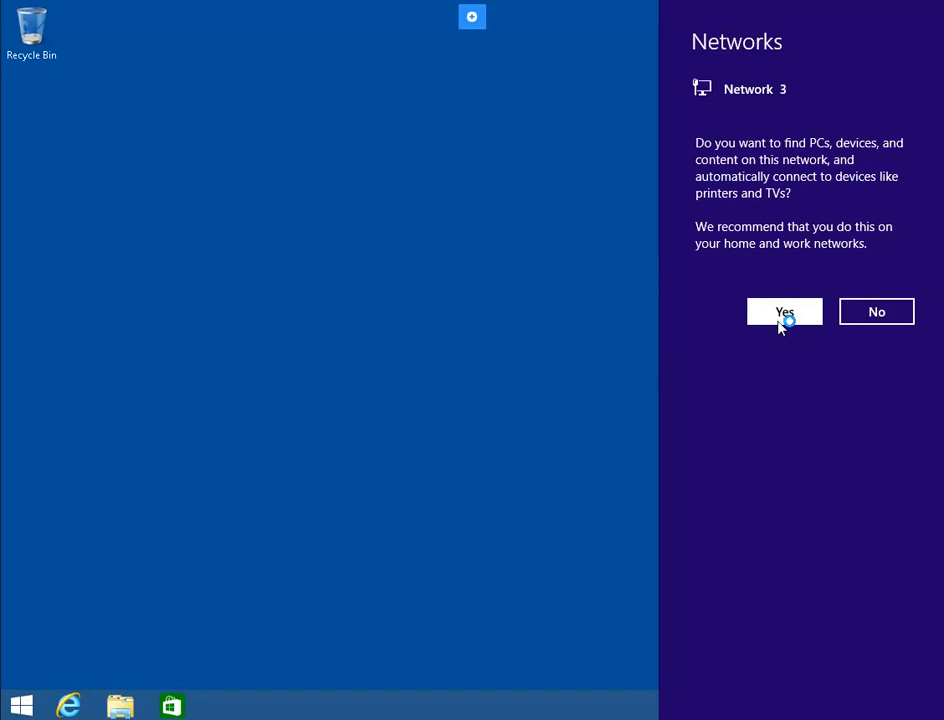 Recycle Bin
Networks
Network 3
Do you want to find PCs, devices, and
content on this network, and
automatically connect to devices like
printers and TVs?
We recommend that you do this on
your home and work networks.
Yes
No